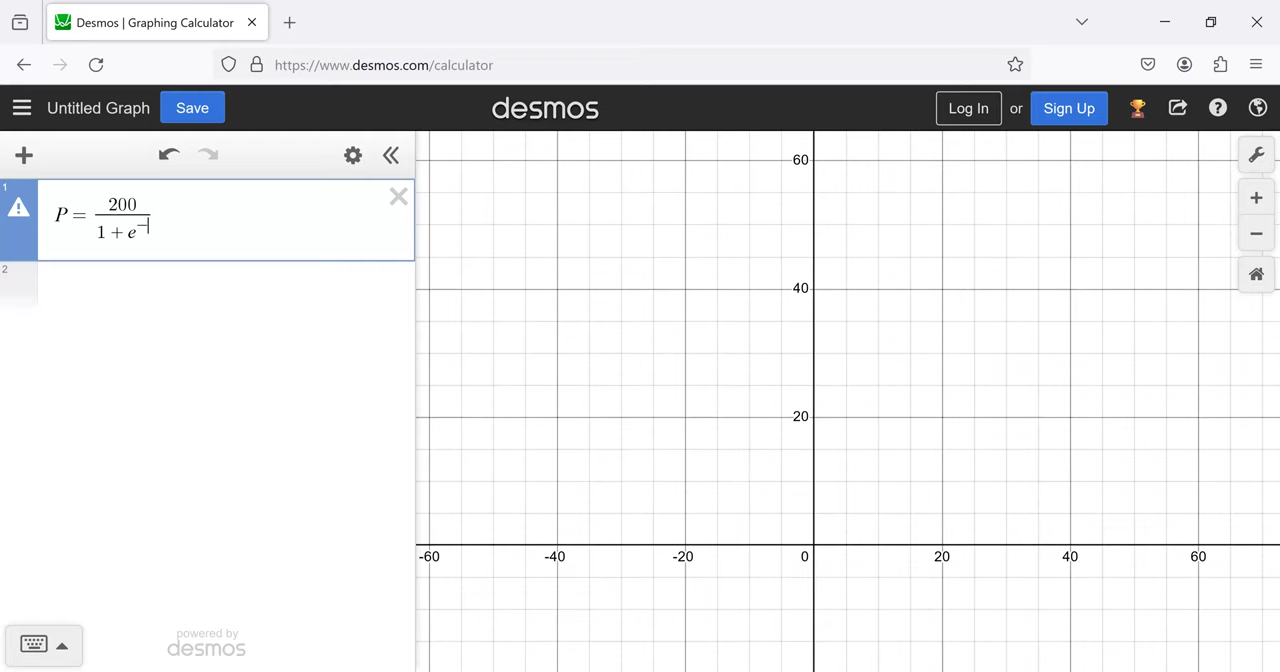 Desmos | Graphing Calculator
https://www.desmos.com/calculator
Untitled Graph Save desmos Log In or Sign Up
1
P = 200 / 1 + e^-
2
60
40
20
-60 -40 -20 0 20 40 60
powered by
desmos